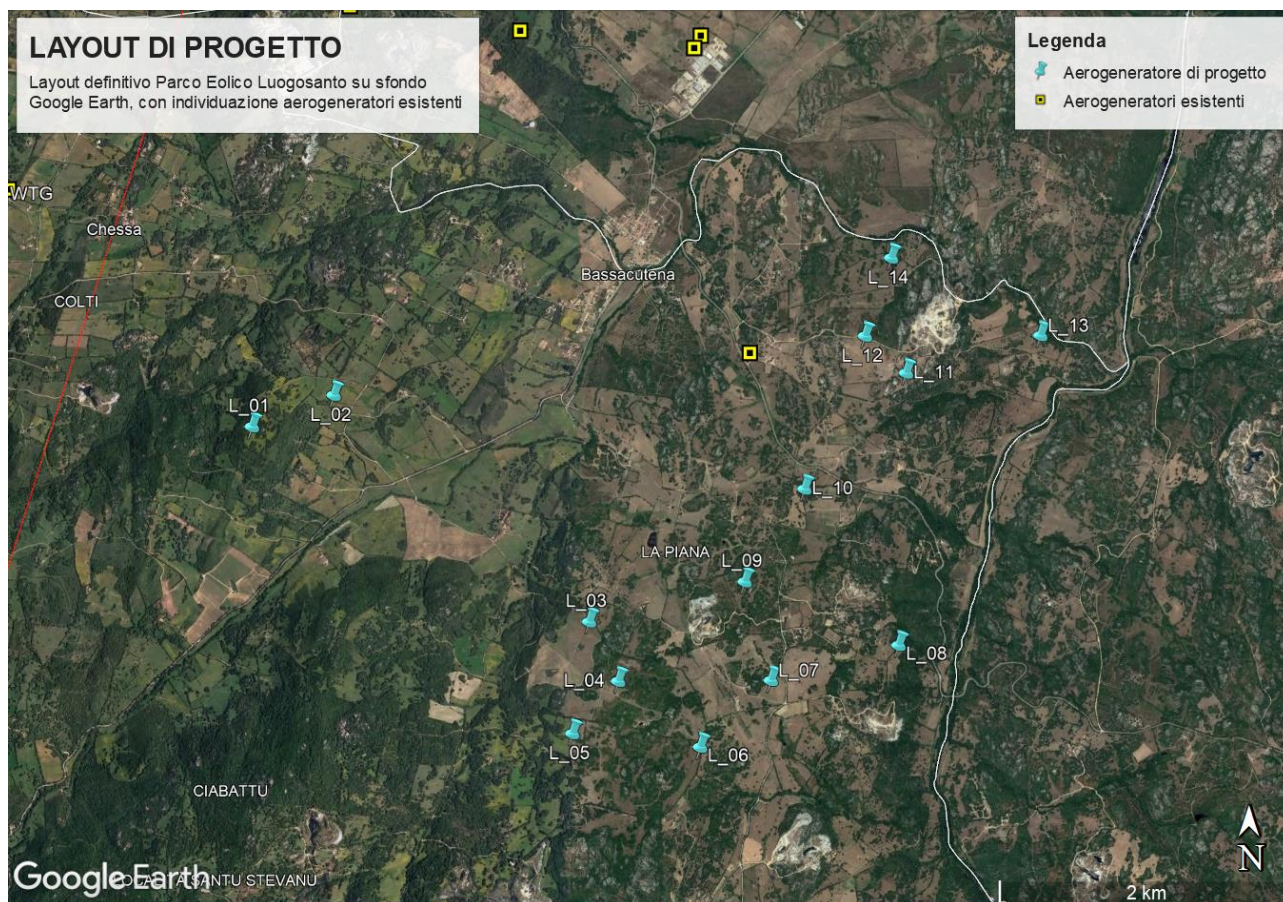 LAYOUT DI PROGETTO
Layout definitivo Parco Eolico Luogosanto su sfondo
Google Earth, con individuazione aerogeneratori esistenti
Legenda
Aerogeneratore di progetto
Aerogeneratori esistenti
WTG
Chessa
COLTI
Bassacutena
L_14
L_13
L_12
L_11
L_01
L_02
L_10
LA PIANA
L_09
L_03
L_08
L_04
L_07
L_05
L_06
CIABATTU
N
Google Earth
SANTU STEVANU
2 km